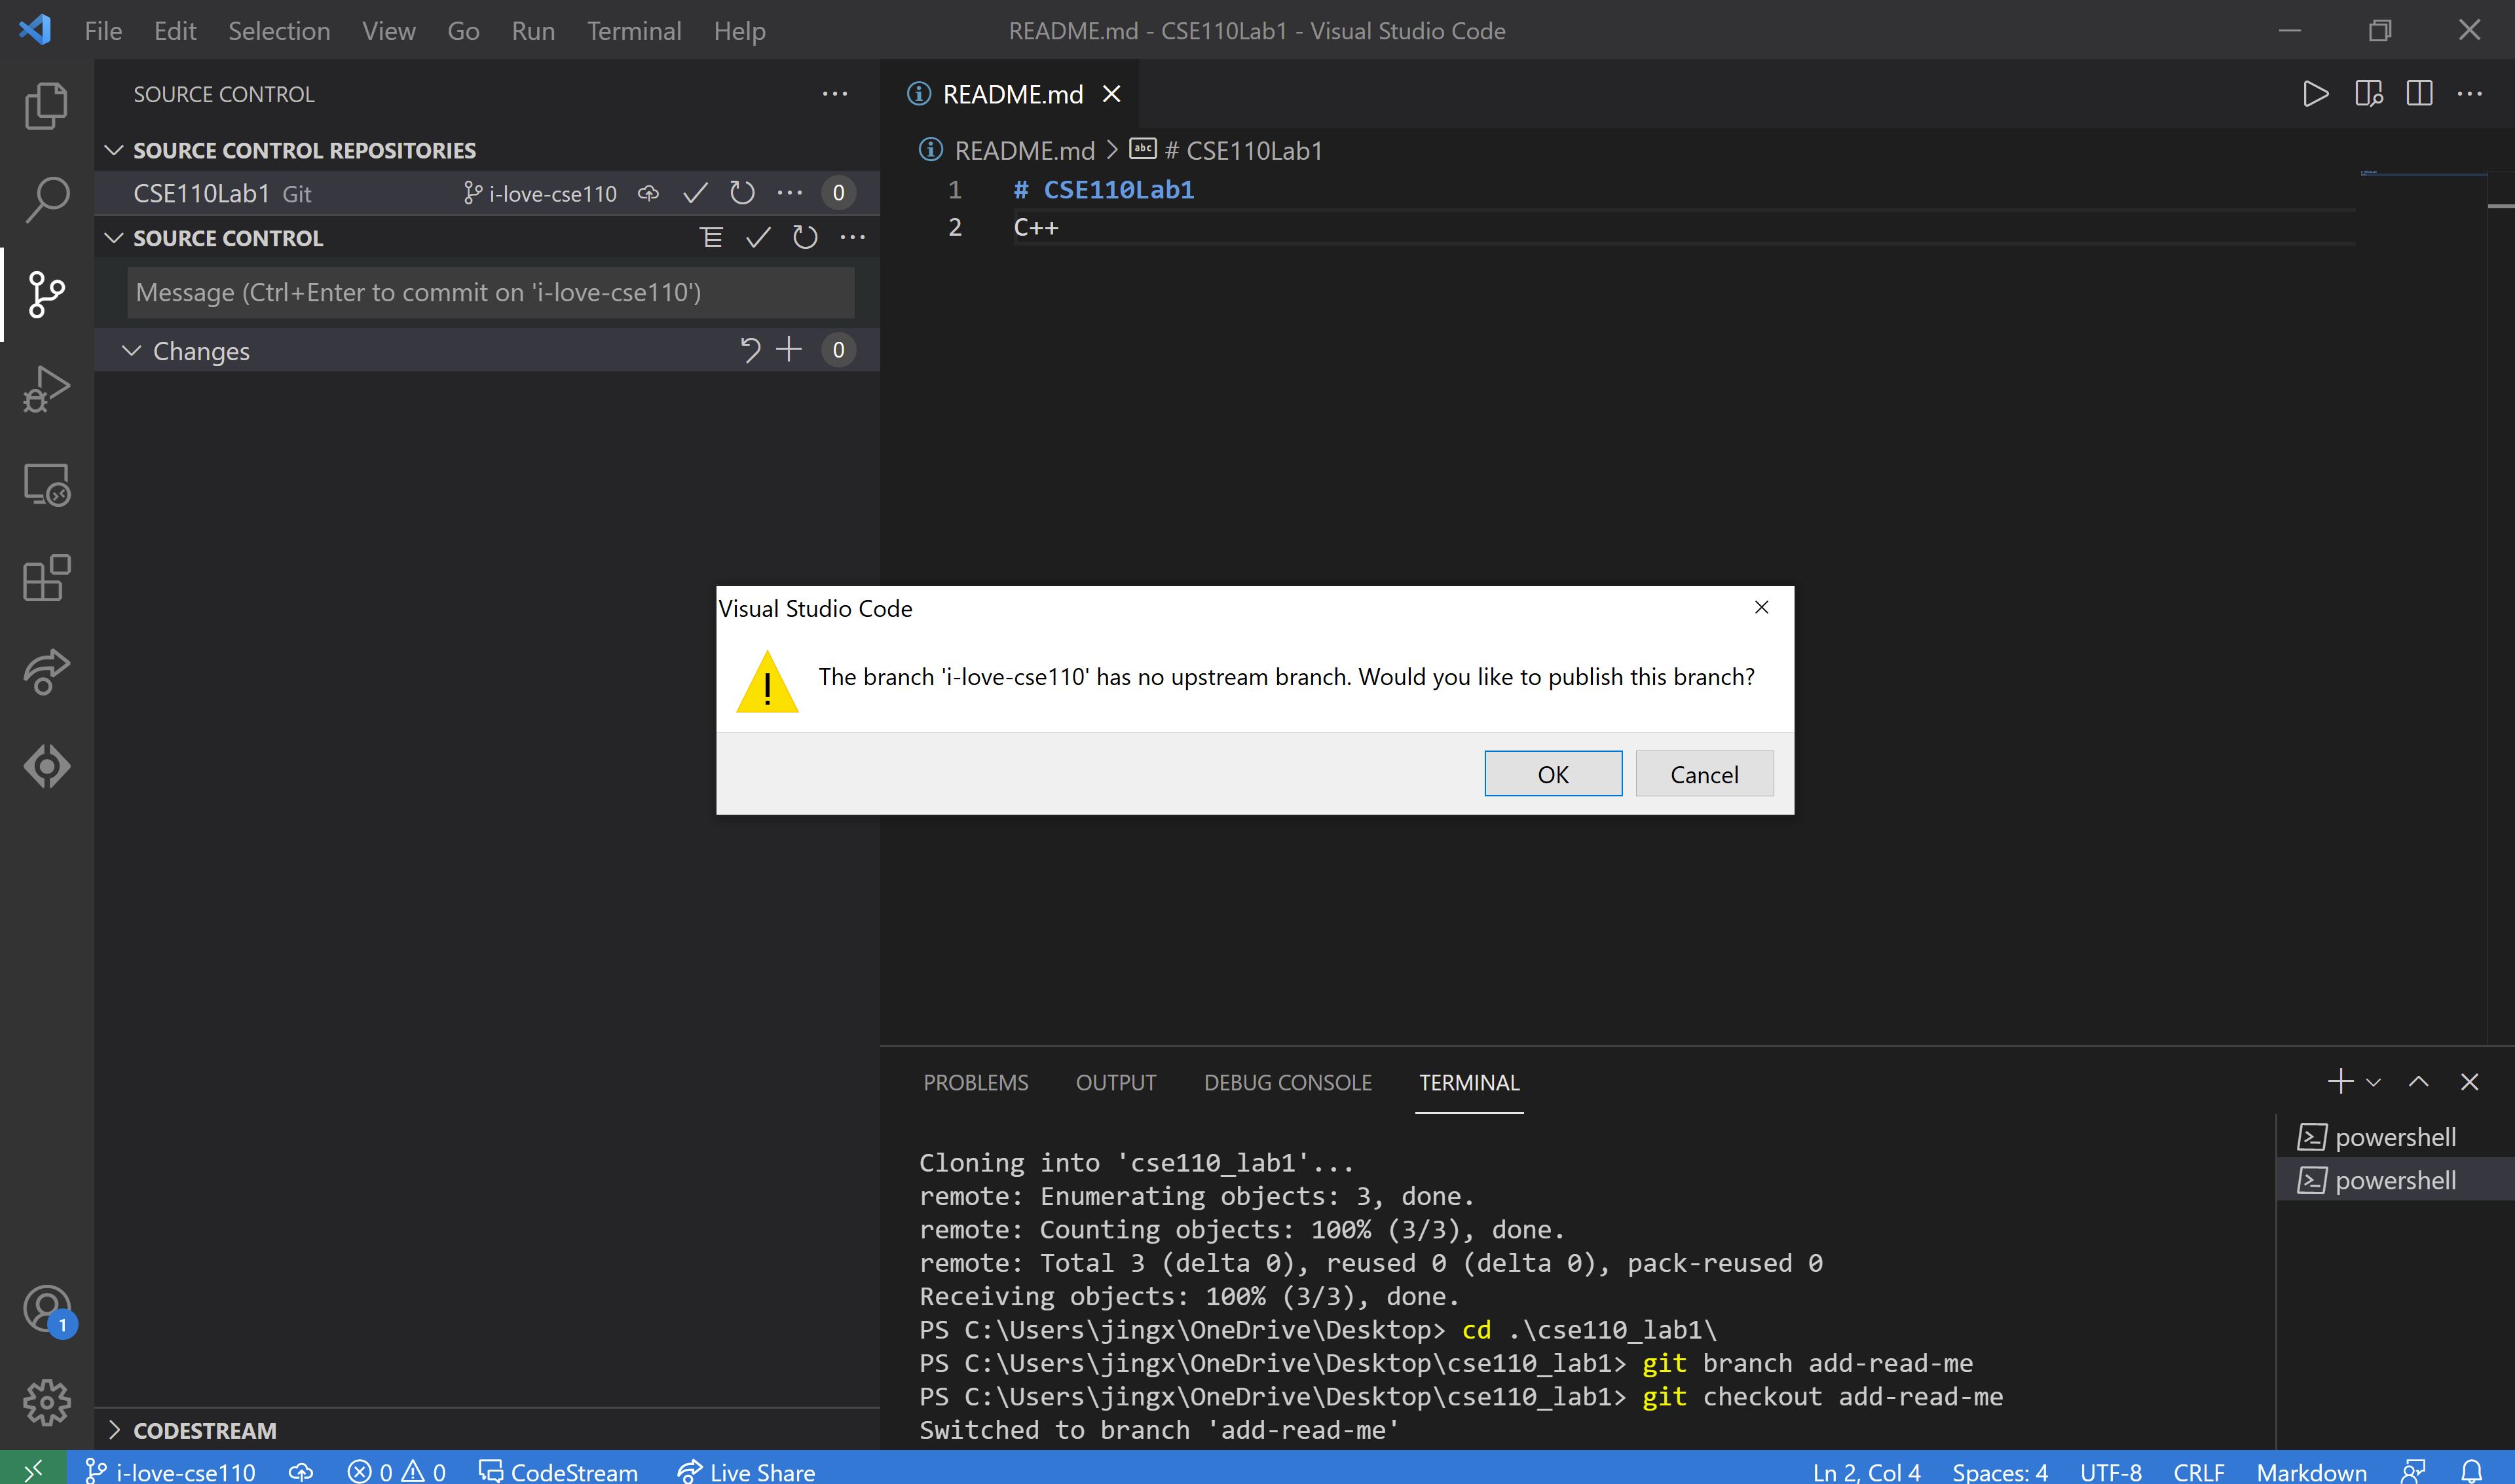 File Edit Selection View Go Run Terminal Help
README.md - CSE110Lab1 - Visual Studio Code
SOURCE CONTROL
SOURCE CONTROL REPOSITORIES
CSE110Lab1 Git i-love-cse110 0
SOURCE CONTROL
Message (Ctrl+Enter to commit on 'i-love-cse110')
Changes 0
CODESTREAM
1
README.md
README.md > abc # CSE110Lab1
1 # CSE110Lab1
2 C++
Visual Studio Code
The branch 'i-love-cse110' has no upstream branch. Would you like to publish this branch?
OK Cancel
PROBLEMS OUTPUT DEBUG CONSOLE TERMINAL
Cloning into 'cse110_lab1'...
remote: Enumerating objects: 3, done.
remote: Counting objects: 100% (3/3), done.
remote: Total 3 (delta 0), reused 0 (delta 0), pack-reused 0
Receiving objects: 100% (3/3), done.
PS C:\Users\jingx\OneDrive\Desktop> cd .\cse110_lab1\
PS C:\Users\jingx\OneDrive\Desktop\cse110_lab1> git branch add-read-me
PS C:\Users\jingx\OneDrive\Desktop\cse110_lab1> git checkout add-read-me
Switched to branch 'add-read-me'
powershell
powershell
i-love-cse110 0 0 CodeStream Live Share
Ln 2, Col 4 Spaces: 4 UTF-8 CRLF Markdown